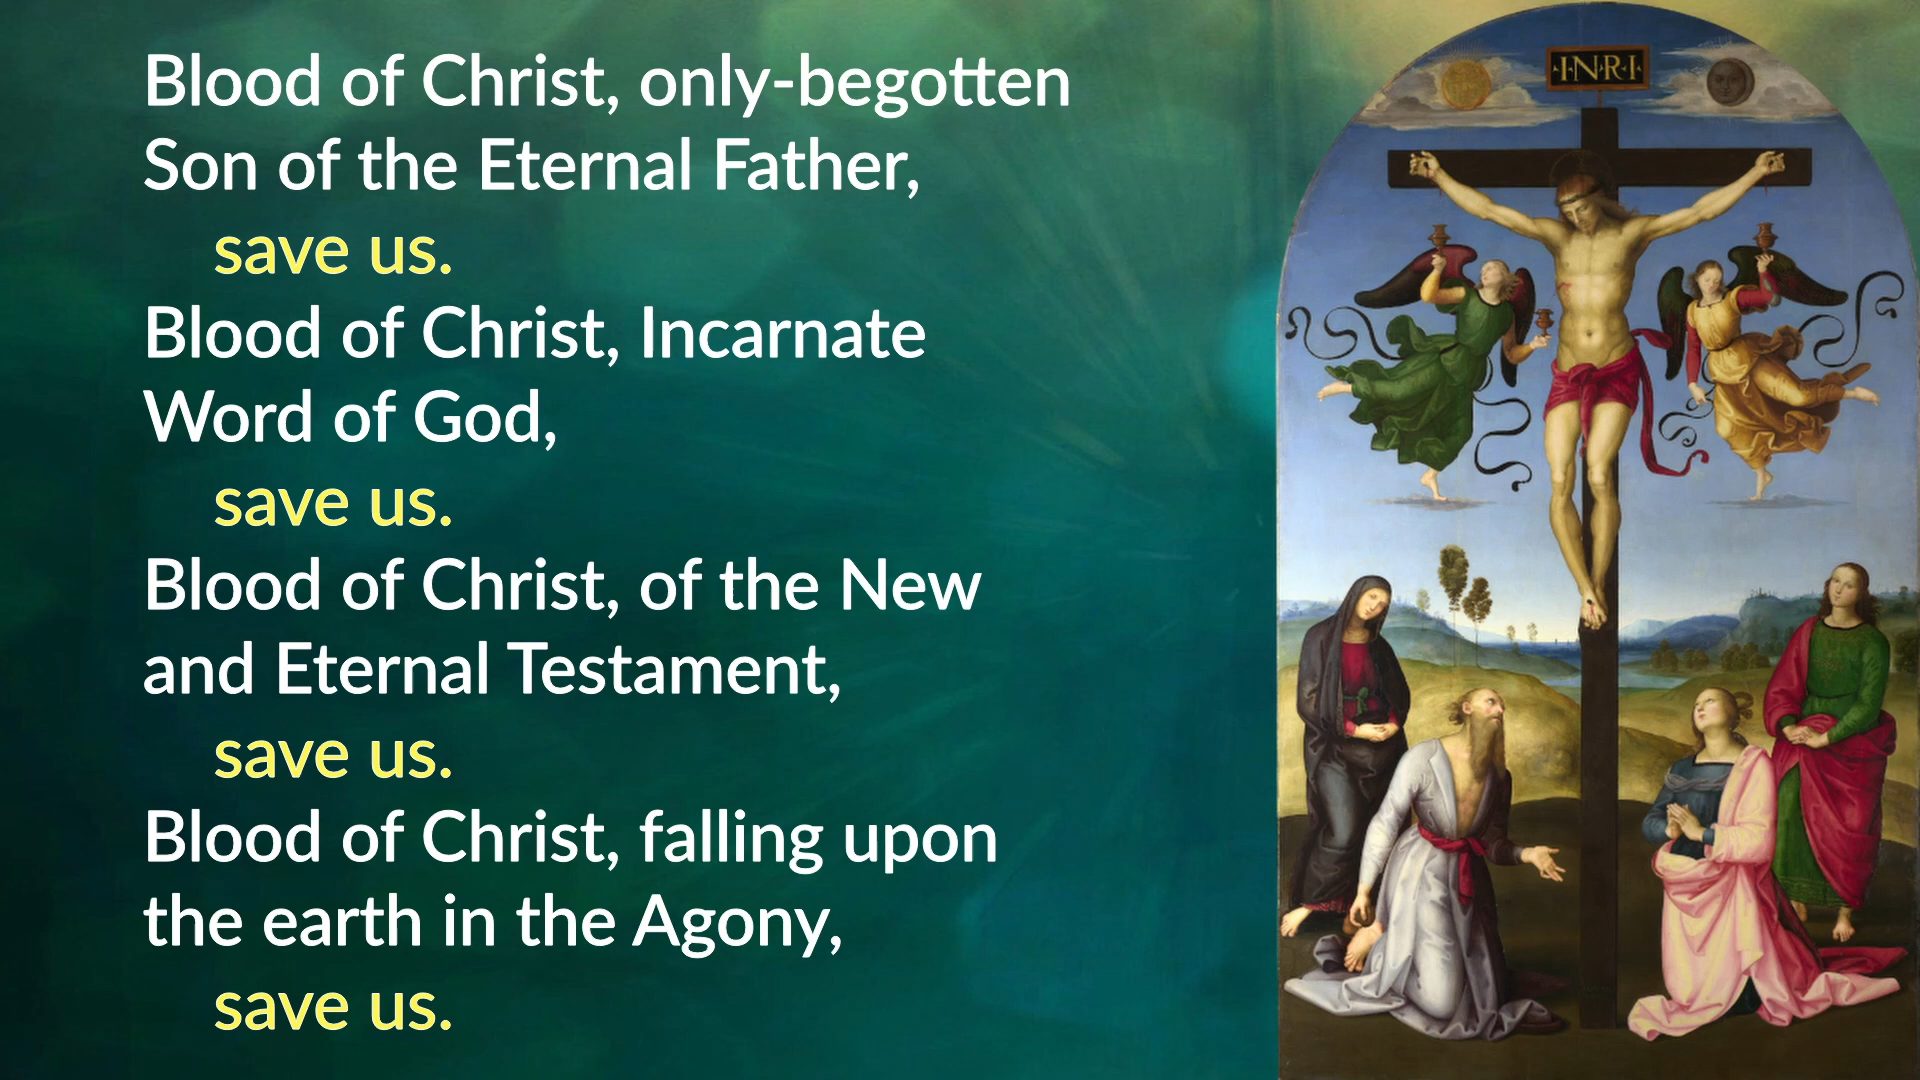 Blood of Christ, only-begotten
Son of the Eternal Father,
save us.
Blood of Christ, Incarnate
Word of God,
save us.
Blood of Christ, of the New
and Eternal Testament,
save us.
Blood of Christ, falling upon
the earth in the Agony,
save us.
·I·N·R·I·